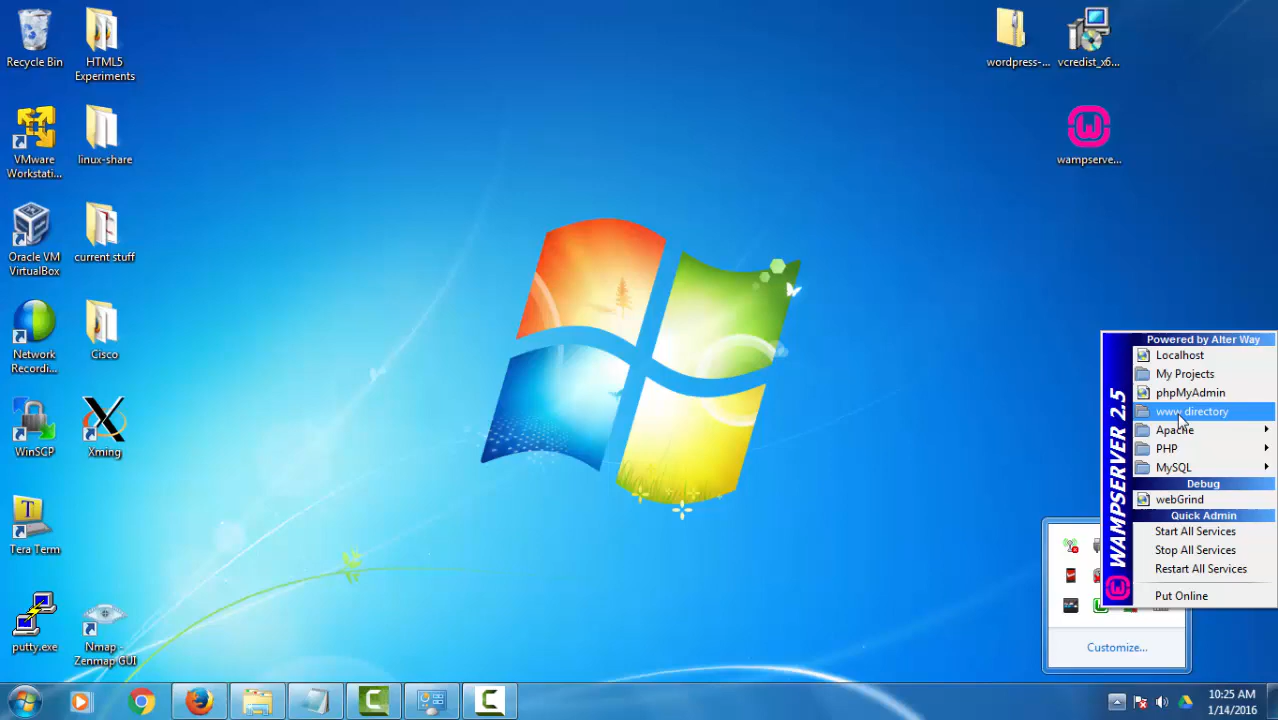 Recycle Bin
HTML5
Experiments
wordpress-...
vcredist_x6...
VMware
Workstati...
linux-share
wampserve...
Oracle VM
VirtualBox
current stuff
Network
Recordi...
Cisco
WinSCP
Xming
Tera Term
putty.exe
Nmap -
Zenmap GUI
WAMPSERVER 2.5
Powered by Alter Way
Localhost
My Projects
phpMyAdmin
www directory
Apache
PHP
MySQL
Debug
webGrind
Quick Admin
Start All Services
Stop All Services
Restart All Services
Put Online
Customize...
10:25 AM
1/14/2016